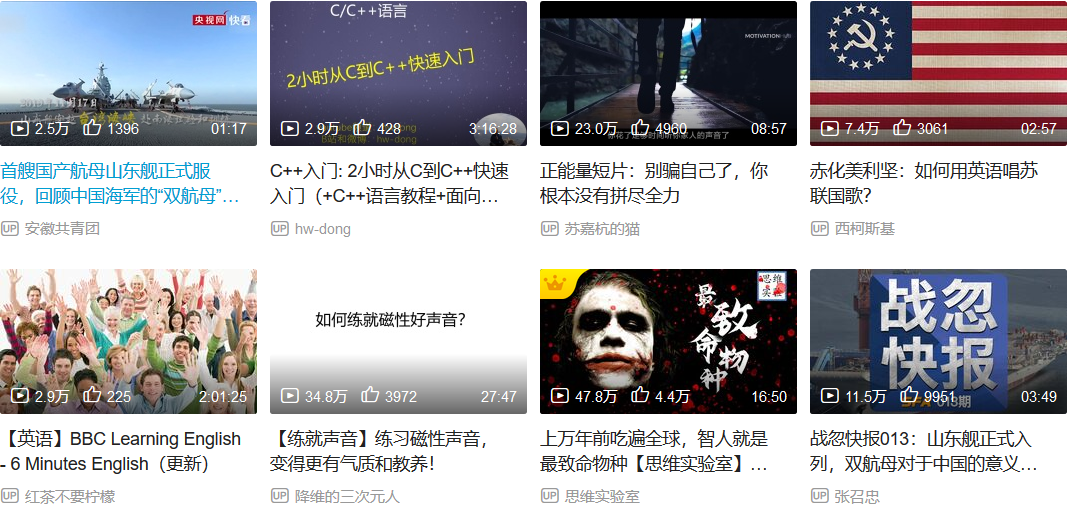 央视网 快看
2.5万 1396 01:17
首艘国产航母山东舰正式服
役，回顾中国海军的“双航母”…
UP 安徽共青团
C/C++语言
2小时从C到C++快速入门
2.9万 428 3:16:28
C++入门: 2小时从C到C++快速
入门（+C++语言教程+面向…
UP hw-dong
MOTIVATION
23.0万 4960 08:57
正能量短片：别骗自己了，你
根本没有拼尽全力
UP 苏嘉杭的猫
7.4万 3061 02:57
赤化美利坚：如何用英语唱苏
联国歌？
UP 西柯斯基
2.9万 225 2:01:25
【英语】BBC Learning English
- 6 Minutes English（更新）
UP 红茶不要柠檬
如何练就磁性好声音？
34.8万 3972 27:47
【练就声音】练习磁性声音，
变得更有气质和教养！
UP 降维的三次元人
思维
实验
最致命物种
47.8万 4.4万 16:50
上万年前吃遍全球，智人就是
最致命物种【思维实验室】…
UP 思维实验室
战忽
快报
013期
11.5万 9951 03:49
战忽快报013：山东舰正式入
列，双航母对于中国的意义…
UP 张召忠